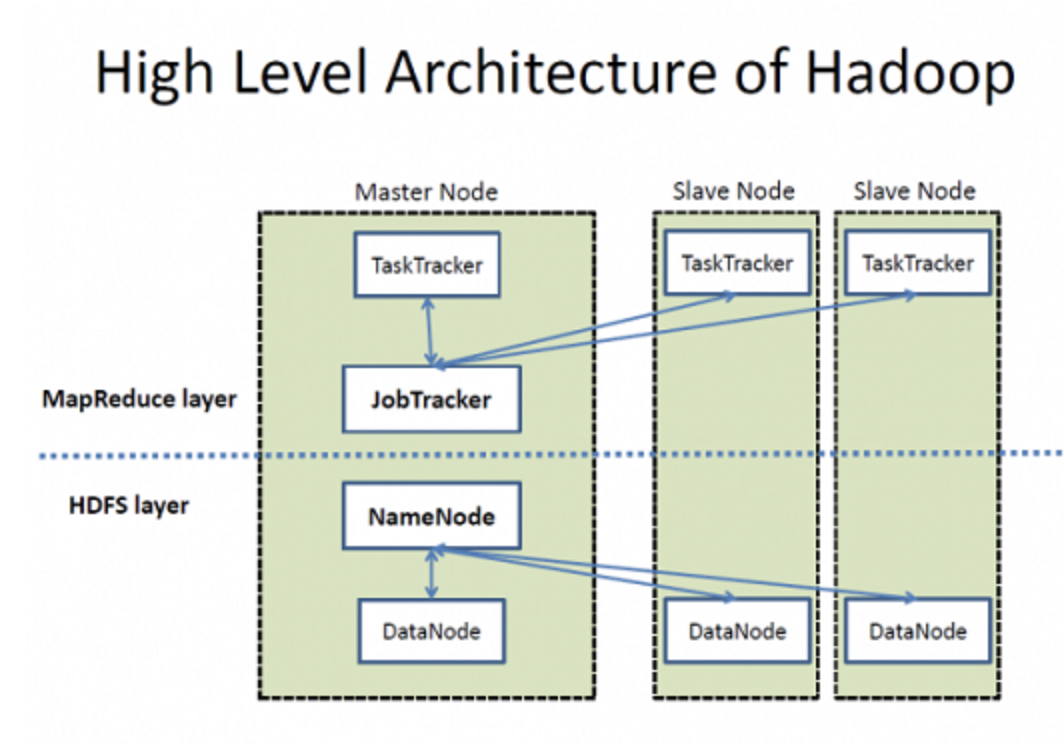 High Level Architecture of Hadoop
Master Node
Slave Node
Slave Node
TaskTracker
TaskTracker
TaskTracker
MapReduce layer
JobTracker
HDFS layer
NameNode
DataNode
DataNode
DataNode